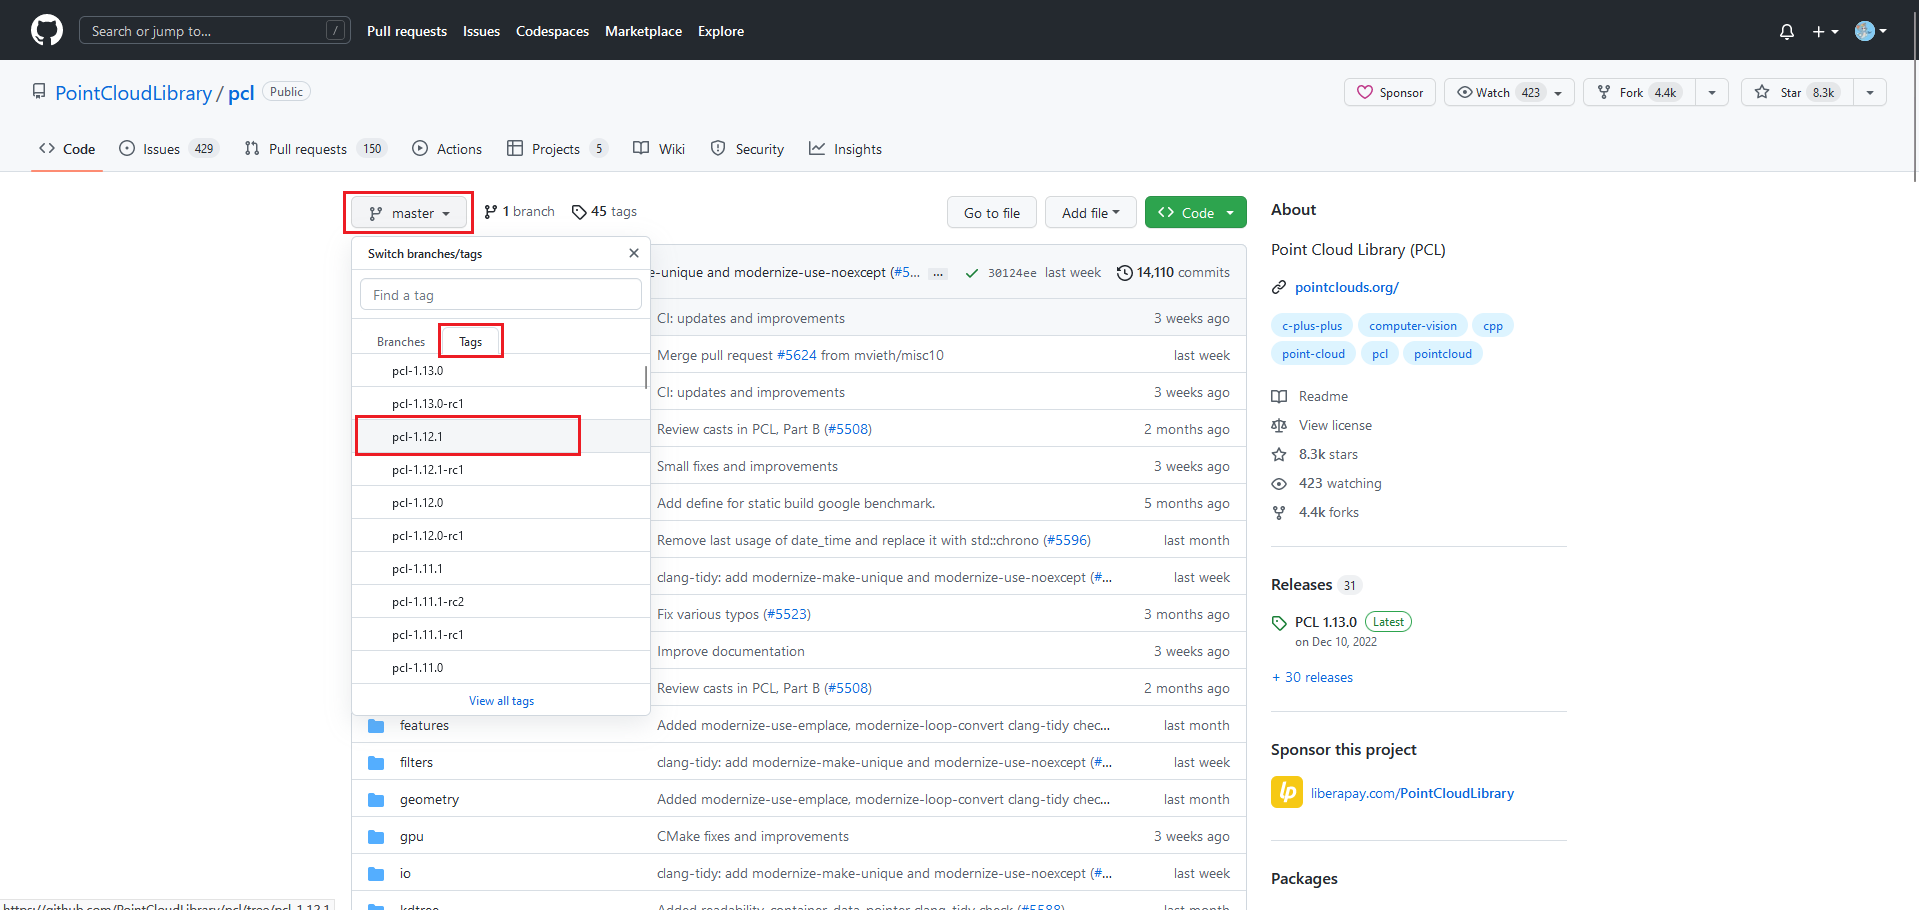 Search or jump to... /
Pull requests Issues Codespaces Marketplace Explore
PointCloudLibrary / pcl Public
Sponsor Watch 423 Fork 4.4k Star 8.3k
Code Issues 429 Pull requests 150 Actions Projects 5 Wiki Security Insights
master 1 branch 45 tags Go to file Add file Code
Switch branches/tags
Find a tag
Branches Tags
pcl-1.13.0
pcl-1.13.0-rc1
pcl-1.12.1
pcl-1.12.1-rc1
pcl-1.12.0
pcl-1.12.0-rc1
pcl-1.11.1
pcl-1.11.1-rc2
pcl-1.11.1-rc1
pcl-1.11.0
View all tags
e-unique and modernize-use-noexcept (#5... ... 30124ee last week 14,110 commits
CI: updates and improvements 3 weeks ago
Merge pull request #5624 from mvieth/misc10 last week
CI: updates and improvements 3 weeks ago
Review casts in PCL, Part B (#5508) 2 months ago
Small fixes and improvements 3 weeks ago
Add define for static build google benchmark. 5 months ago
Remove last usage of date_time and replace it with std::chrono (#5596) last month
clang-tidy: add modernize-make-unique and modernize-use-noexcept (#... last week
Fix various typos (#5523) 3 months ago
Improve documentation 3 weeks ago
Review casts in PCL, Part B (#5508) 2 months ago
features Added modernize-use-emplace, modernize-loop-convert clang-tidy chec... last month
filters clang-tidy: add modernize-make-unique and modernize-use-noexcept (#... last week
geometry Added modernize-use-emplace, modernize-loop-convert clang-tidy chec... last month
gpu CMake fixes and improvements 3 weeks ago
io clang-tidy: add modernize-make-unique and modernize-use-noexcept (#... last week
kdtree Added readability-container-data-pointer clang-tidy check (#5588) last month
About
Point Cloud Library (PCL)
pointclouds.org/
c-plus-plus computer-vision cpp
point-cloud pcl pointcloud
Readme
View license
8.3k stars
423 watching
4.4k forks
Releases 31
PCL 1.13.0 Latest
on Dec 10, 2022
+ 30 releases
Sponsor this project
lp liberapay.com/PointCloudLibrary
Packages
https://github.com/PointCloudLibrary/pcl/tree/pcl-1.12.1